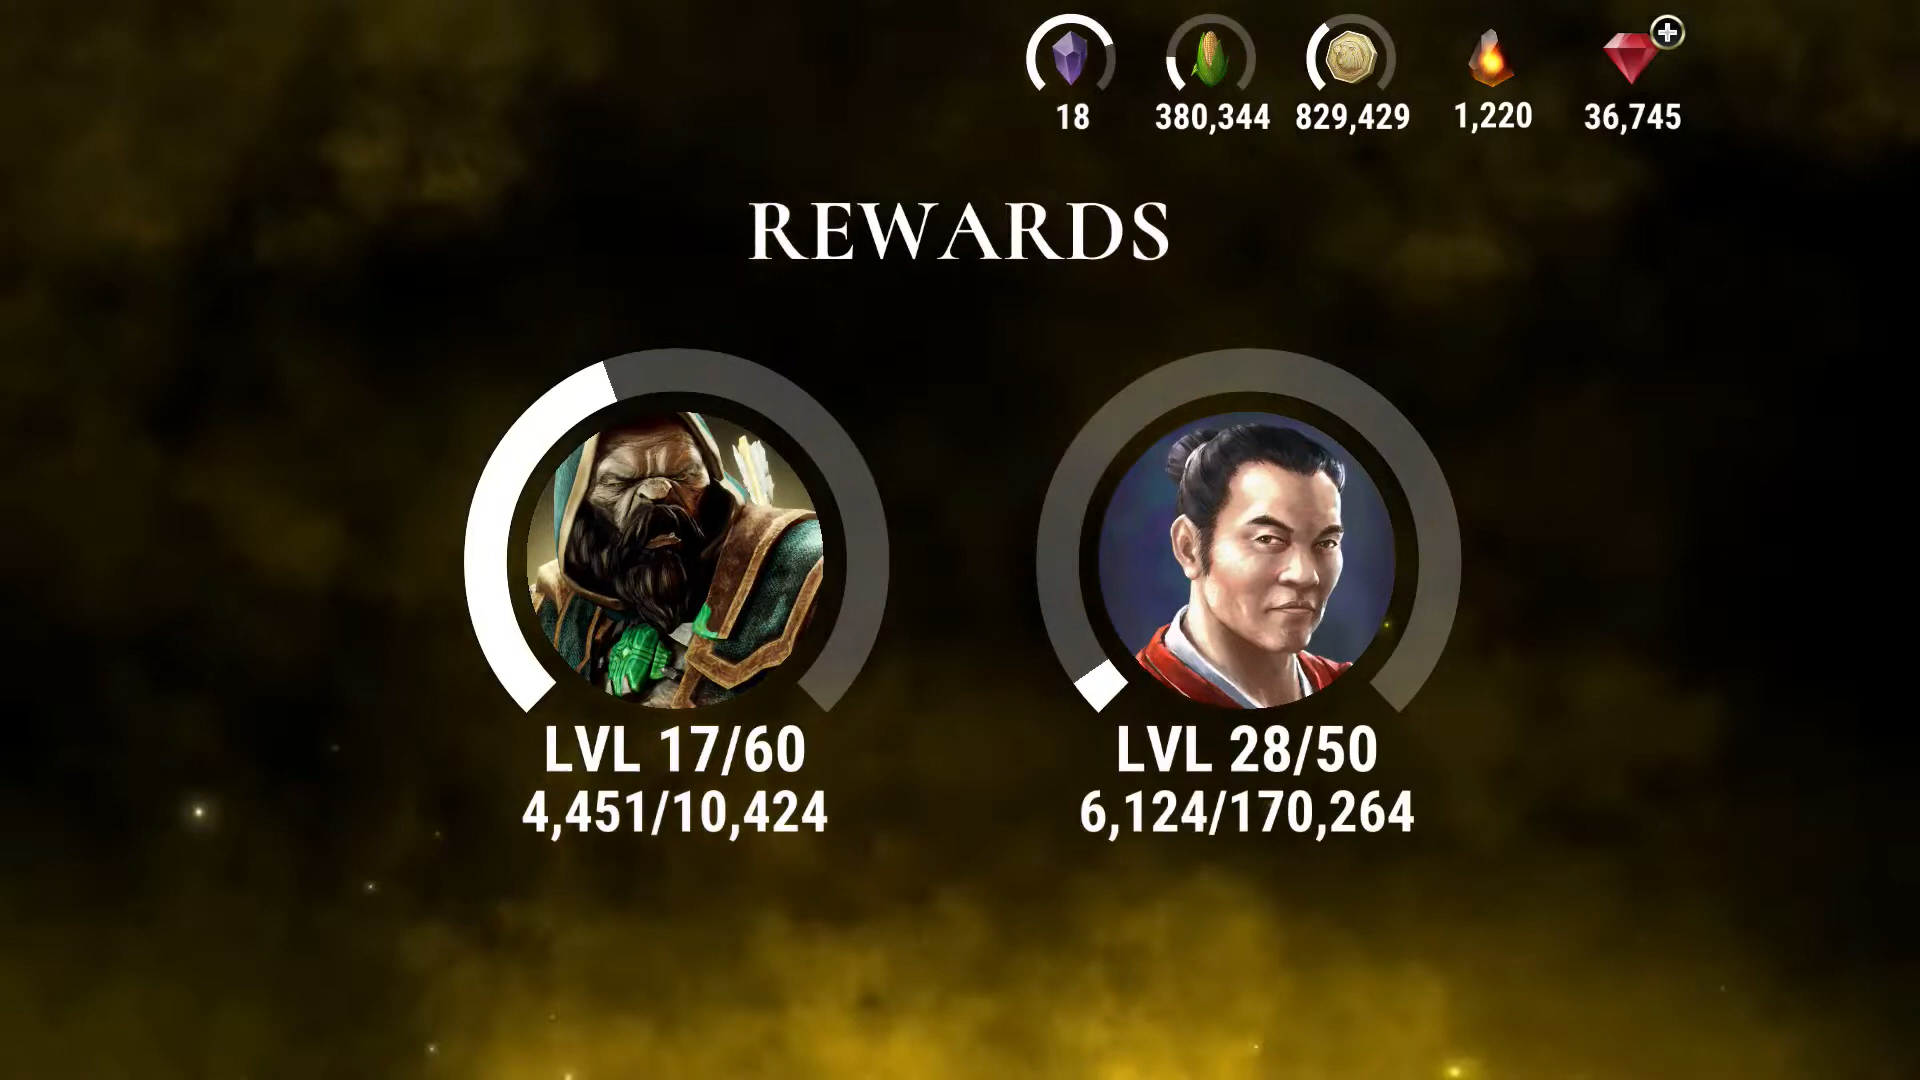 18 380,344 829,429 1,220 36,745
REWARDS
LVL 17/60 LVL 28/50
4,451/10,424 6,124/170,264